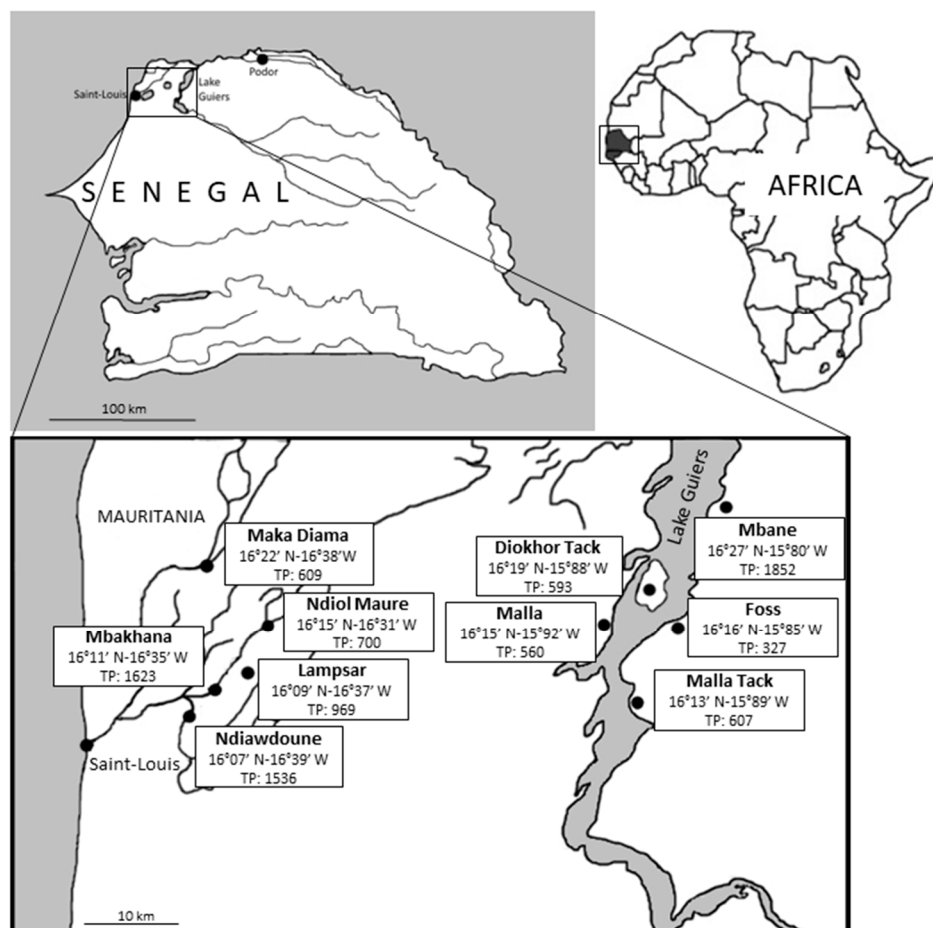 Podor
Saint-Louis
Lake
Guiers
SENEGAL
100 km
AFRICA
MAURITANIA
Lake Guiers
Maka Diama
16°22’ N-16°38’W
TP: 609
Diokhor Tack
16°19’ N-15°88’ W
TP: 593
Mbane
16°27’ N-15°80’ W
TP: 1852
Ndiol Maure
16°15’ N-16°31’ W
TP: 700
Malla
16°15’ N-15°92’ W
TP: 560
Foss
16°16’ N-15°85’ W
TP: 327
Mbakhana
16°11’ N-16°35’ W
TP: 1623
Lampsar
16°09’ N-16°37’ W
TP: 969
Malla Tack
16°13’ N-15°89’ W
TP: 607
Ndiawdoune
16°07’ N-16°39’ W
TP: 1536
Saint-Louis
10 km